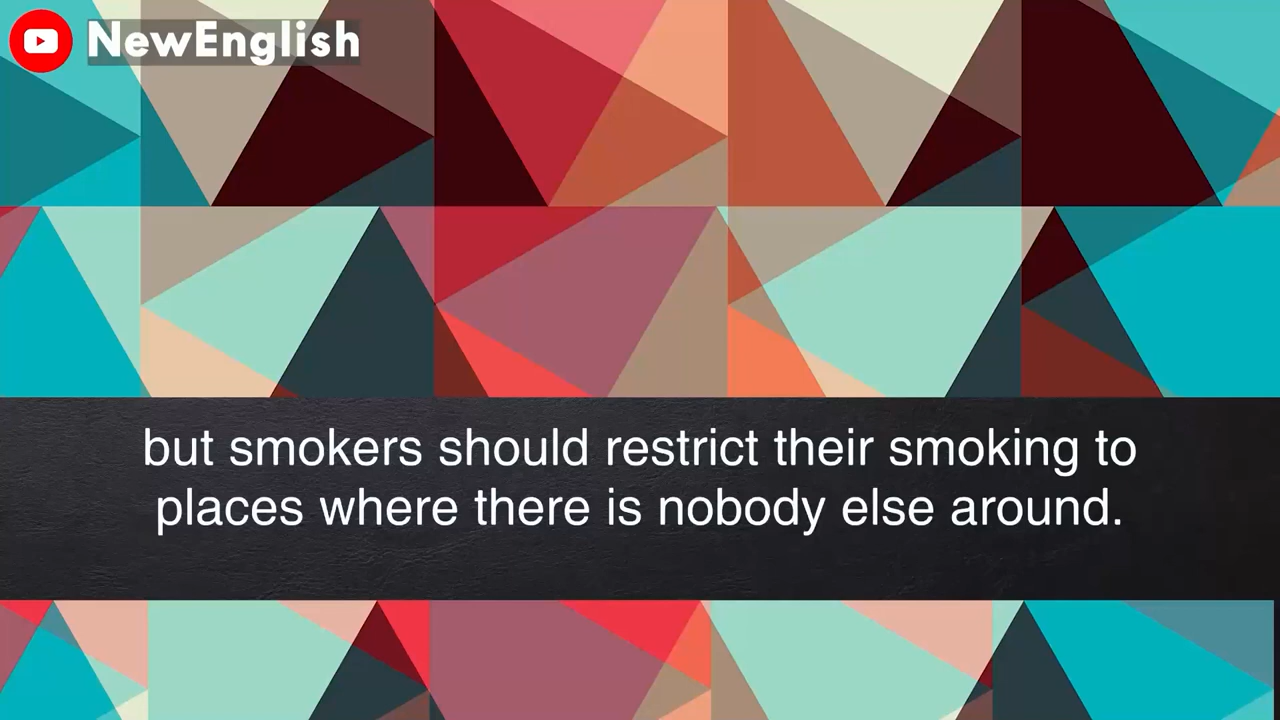 NewEnglish
but smokers should restrict their smoking to
places where there is nobody else around.